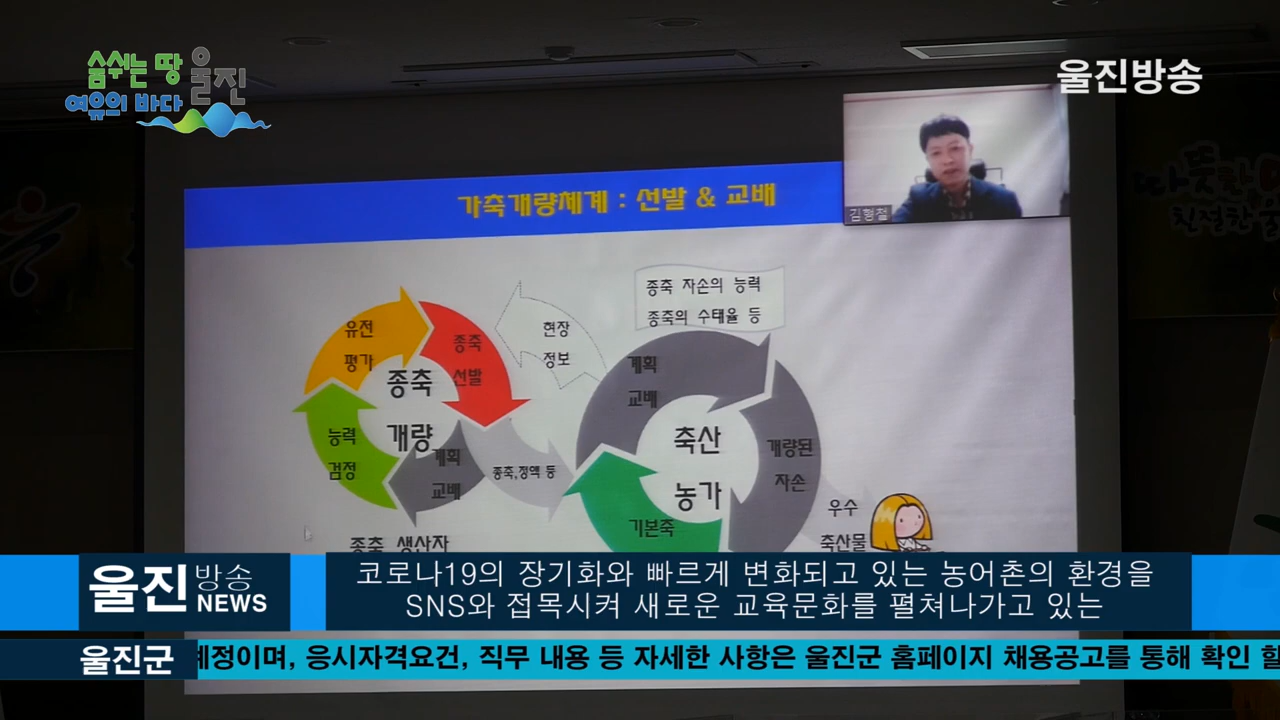 숨쉬는 땅 울진
여유의 바다
울진방송
따뜻한
친절한 울
김형철
가축개량체계 : 선발 & 교배
종축 자손의 능력
종축의 수태율 등
유전
평가
종축
선발
현장
정보
계획
교배
종축
개량
능력
검정
계획
교배
종축,정액 등
축산
농가
개량된
자손
기본축
우수
축산물
종축 생산자
울진 방송
NEWS
코로나19의 장기화와 빠르게 변화되고 있는 농어촌의 환경을
SNS와 접목시켜 새로운 교육문화를 펼쳐나가고 있는
울진군
계정이며, 응시자격요건, 직무 내용 등 자세한 사항은 울진군 홈페이지 채용공고를 통해 확인 할